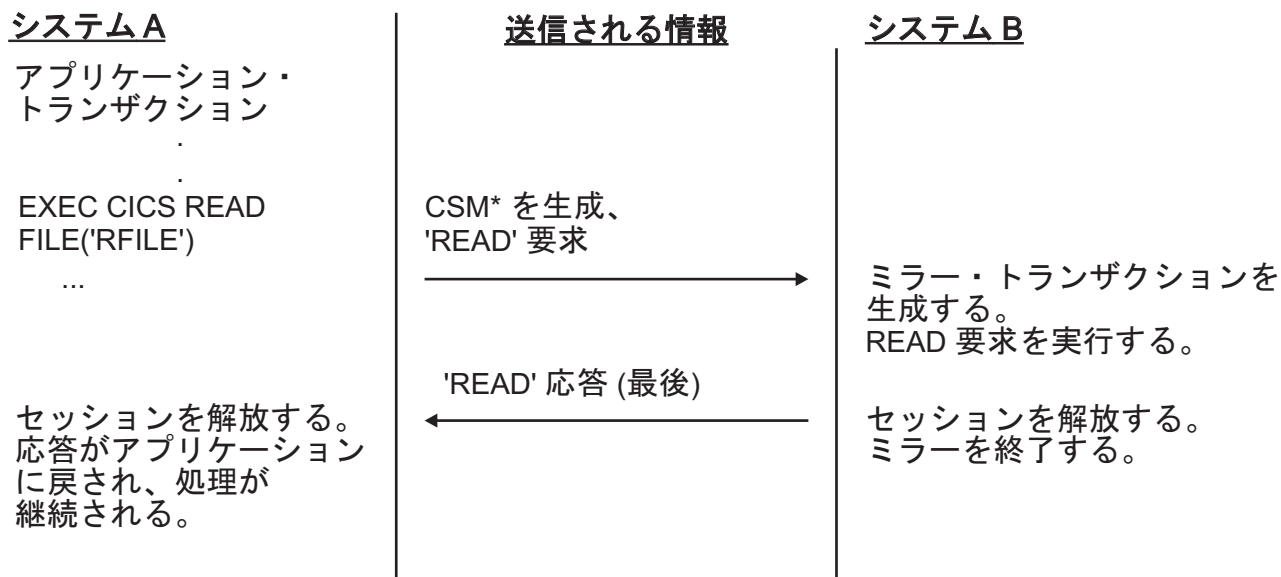 システム A
アプリケーション・
トランザクション
.
.
EXEC CICS READ
FILE('RFILE')
...
セッションを解放する。
応答がアプリケーション
に戻され、処理が
継続される。
送信される情報
CSM* を生成、
'READ' 要求
'READ' 応答 (最後)
システム B
ミラー・トランザクションを
生成する。
READ 要求を実行する。
セッションを解放する。
ミラーを終了する。